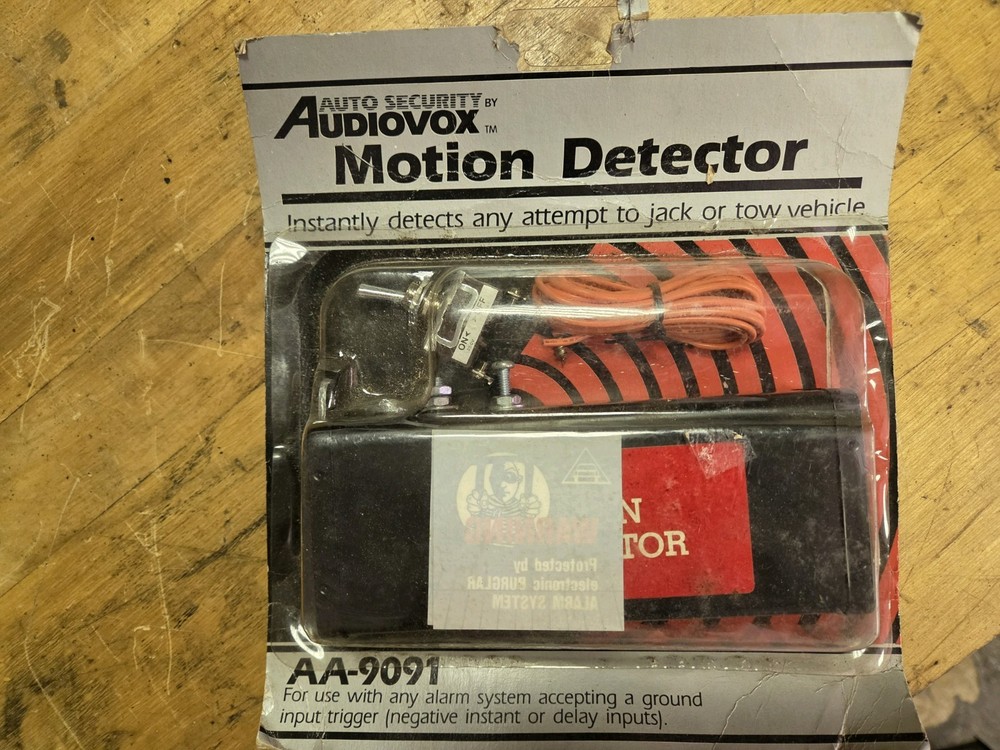 AUTO SECURITY BY
AUDIOVOX TM
Motion Detector
Instantly detects any attempt to jack or tow vehicle
ON OFF
N
TOR
WARNING
Protected by
electronic BURGLAR
ALARM SYSTEM
AA-9091
For use with any alarm system accepting a ground
input trigger (negative instant or delay inputs).